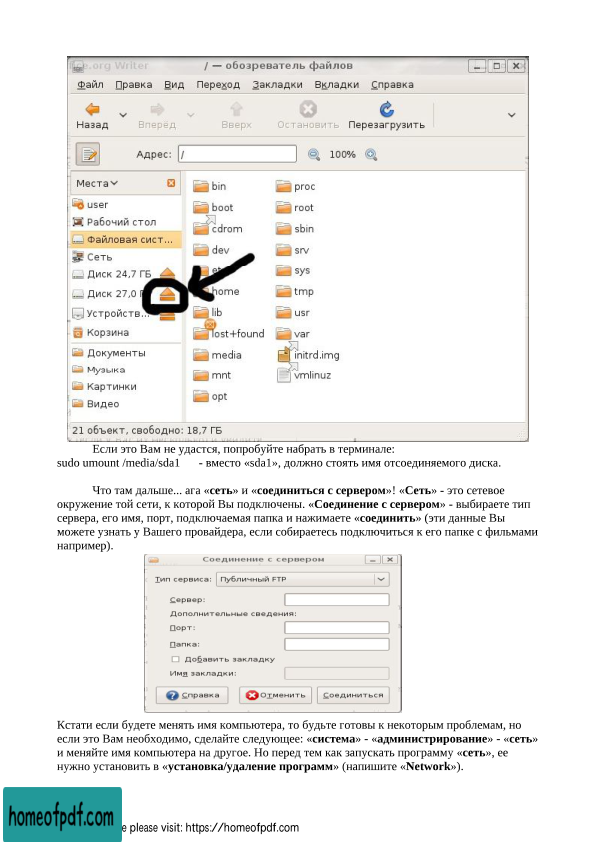 ce.org Writer / — обозреватель файлов
Файл Правка Вид Переход Закладки Вкладки Справка
Назад Вперёд Вверх Остановить Перезагрузить
Адрес: / 100%
Места
user
Рабочий стол
Файловая сист...
Сеть
Диск 24,7 ГБ
Диск 27,0
Устройств...
Корзина
Документы
Музыка
Картинки
Видео
bin
boot
cdrom
dev
home
lib
lost+found
media
mnt
opt
proc
root
sbin
srv
sys
tmp
usr
var
initrd.img
vmlinuz
21 объект, свободно: 18,7 ГБ
Если это Вам не удастся, попробуйте набрать в терминале:
sudo umount /media/sda1 - вместо «sda1», должно стоять имя отсоединяемого диска.
Что там дальше... ага «сеть» и «соединиться с сервером»! «Сеть» - это сетевое
окружение той сети, к которой Вы подключены. «Соединение с сервером» - выбираете тип
сервера, его имя, порт, подключаемая папка и нажимаете «соединить» (эти данные Вы
можете узнать у Вашего провайдера, если собираетесь подключиться к его папке с фильмами
например).
Соединение с сервером
Тип сервиса: Публичный FTP
Сервер:
Дополнительные сведения:
Порт:
Папка:
Добавить закладку
Имя закладки:
Справка Отменить Соединиться
Кстати если будете менять имя компьютера, то будьте готовы к некоторым проблемам, но
если это Вам необходимо, сделайте следующее: «система» - «администрирование» - «сеть»
и меняйте имя компьютера на другое. Но перед тем как запускать программу «сеть», ее
нужно установить в «установка/удаление программ» (напишите «Network»).
homeofpdf.com
e please visit: https://homeofpdf.com